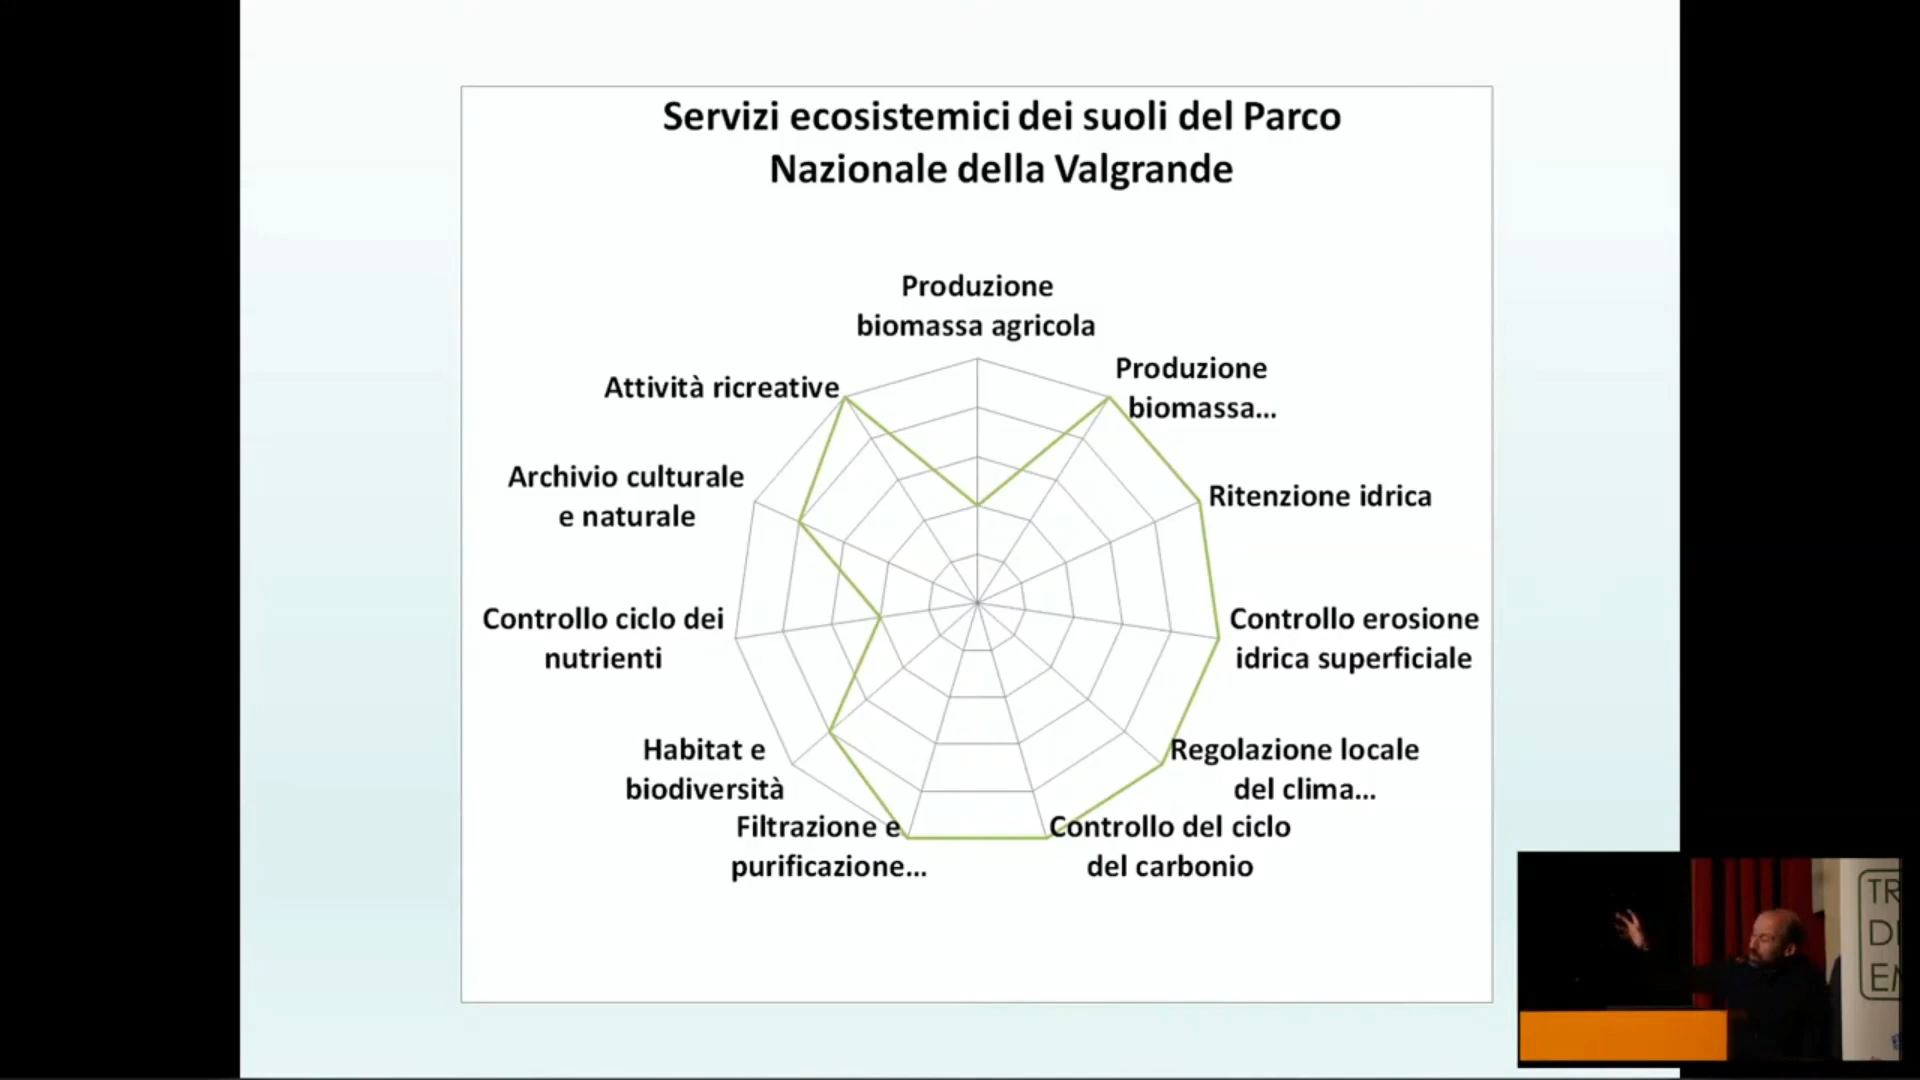 Servizi ecosistemici dei suoli del Parco
Nazionale della Valgrande
Produzione
biomassa agricola
Produzione
biomassa...
Ritenzione idrica
Controllo erosione
idrica superficiale
Regolazione locale
del clima...
Controllo del ciclo
del carbonio
Filtrazione e
purificazione...
Habitat e
biodiversità
Controllo ciclo dei
nutrienti
Archivio culturale
e naturale
Attività ricreative
TR
DI